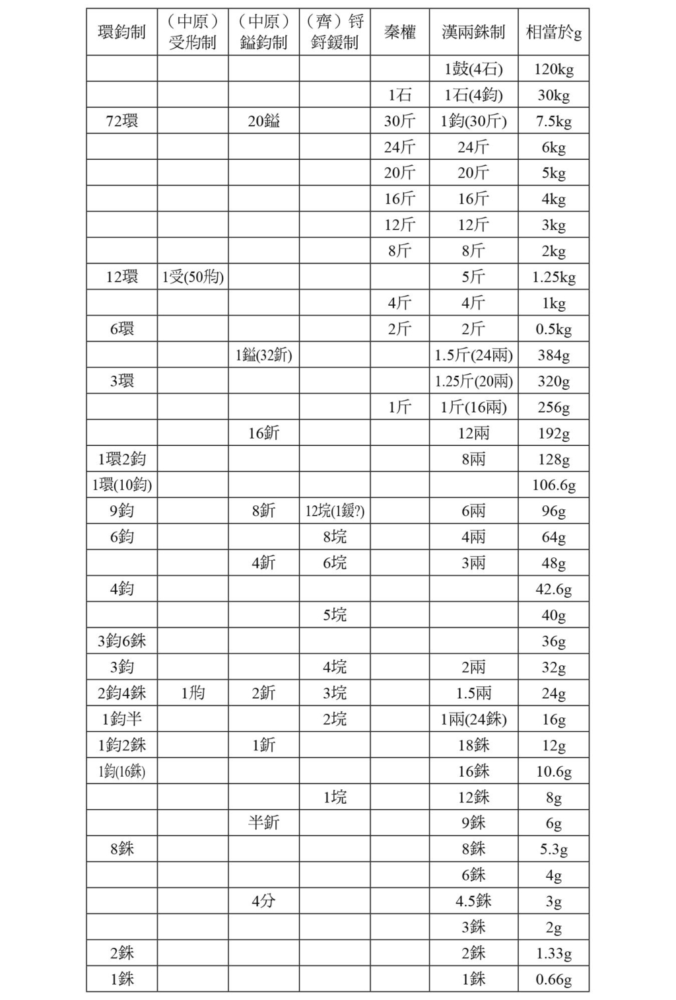 環鈞制 （中原）受㽙制 （中原）鎰鈞制 （齊）锊鋝鍰制 秦權 漢兩銖制 相當於g
1鼓(4石) 120kg
1石 1石(4鈞) 30kg
72環 20鎰 30斤 1鈞(30斤) 7.5kg
24斤 24斤 6kg
20斤 20斤 5kg
16斤 16斤 4kg
12斤 12斤 3kg
8斤 8斤 2kg
12環 1受(50㽙) 5斤 1.25kg
4斤 4斤 1kg
6環 2斤 2斤 0.5kg
1鎰(32釿) 1.5斤(24兩) 384g
3環 1.25斤(20兩) 320g
1斤 1斤(16兩) 256g
16釿 12兩 192g
1環2鈞 8兩 128g
1環(10鈞) 106.6g
9鈞 8釿 12垸(1鍰?) 6兩 96g
6鈞 8垸 4兩 64g
4釿 6垸 3兩 48g
4鈞 42.6g
5垸 40g
3鈞6銖 36g
3鈞 4垸 2兩 32g
2鈞4銖 1㽙 2釿 3垸 1.5兩 24g
1鈞半 2垸 1兩(24銖) 16g
1鈞2銖 1釿 18銖 12g
1鈞(16銖) 16銖 10.6g
1垸 12銖 8g
半釿 9銖 6g
8銖 8銖 5.3g
6銖 4g
4分 4.5銖 3g
3銖 2g
2銖 2銖 1.33g
1銖 1銖 0.66g